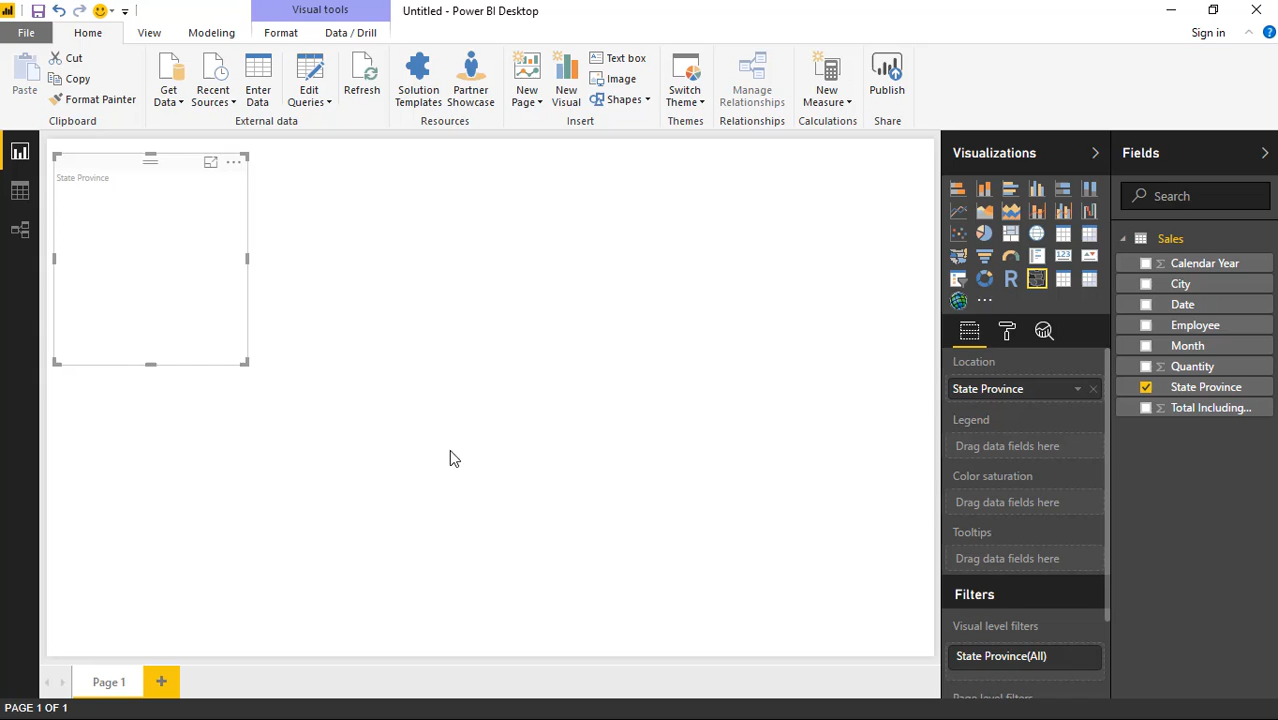 Visual tools
Untitled - Power BI Desktop
File
Home
View
Modeling
Format
Data / Drill
Sign in
Paste
Cut
Copy
Format Painter
Clipboard
Get
Data
Recent
Sources
Enter
Data
Edit
Queries
Refresh
External data
Solution
Templates
Partner
Showcase
Resources
New
Page
New
Visual
Text box
Image
Shapes
Insert
Switch
Theme
Themes
Manage
Relationships
Relationships
New
Measure
Calculations
Publish
Share
State Province
Visualizations
Location
State Province
Legend
Drag data fields here
Color saturation
Drag data fields here
Tooltips
Drag data fields here
Filters
Visual level filters
State Province(All)
Page level filters
Fields
Search
Sales
Calendar Year
City
Date
Employee
Month
Quantity
State Province
Total Including...
Page 1
PAGE 1 OF 1